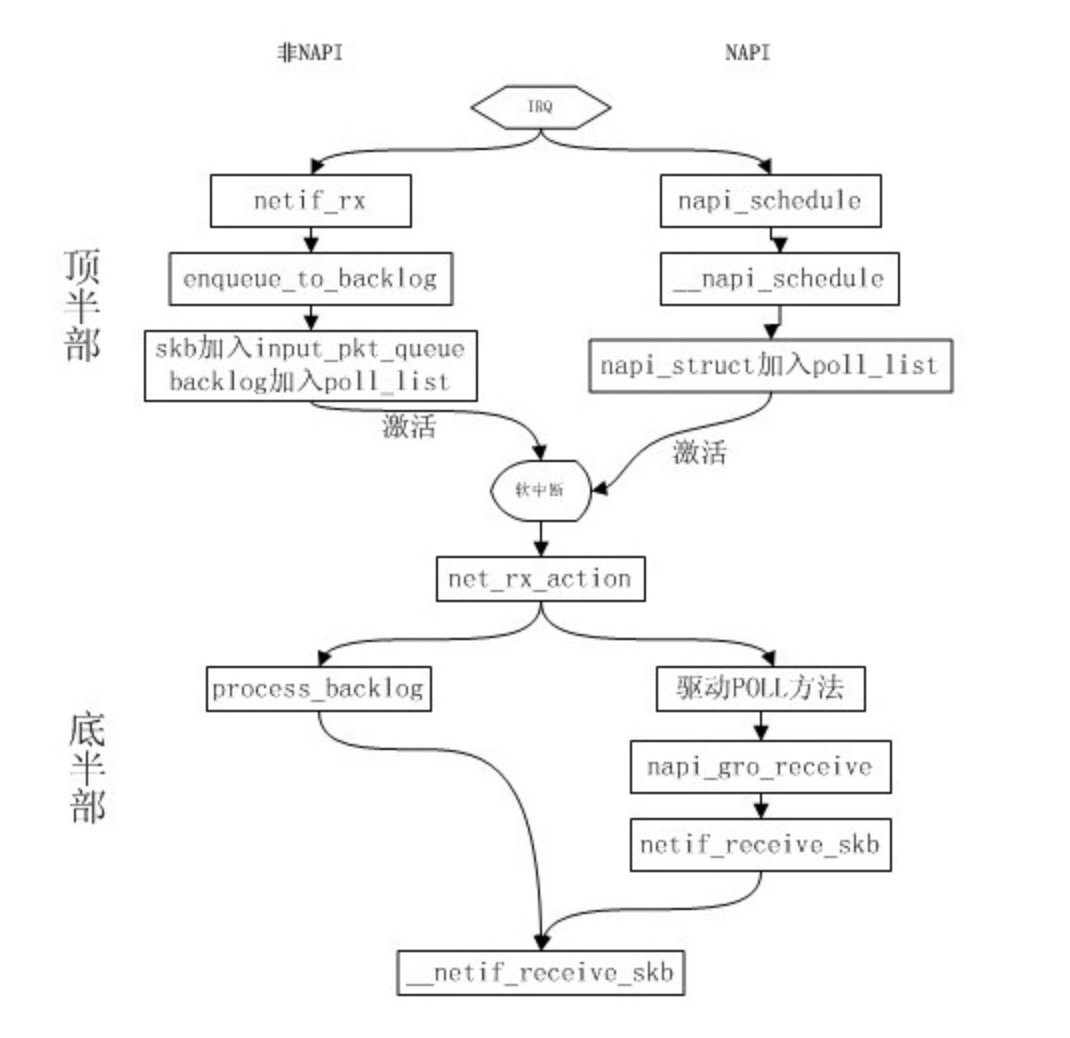 非NAPI
NAPI
IRQ
netif_rx
napi_schedule
顶半部
enqueue_to_backlog
__napi_schedule
skb加入input_pkt_queue
backlog加入poll_list
napi_struct加入poll_list
激活
激活
软中断
net_rx_action
process_backlog
驱动POLL方法
底半部
napi_gro_receive
netif_receive_skb
__netif_receive_skb